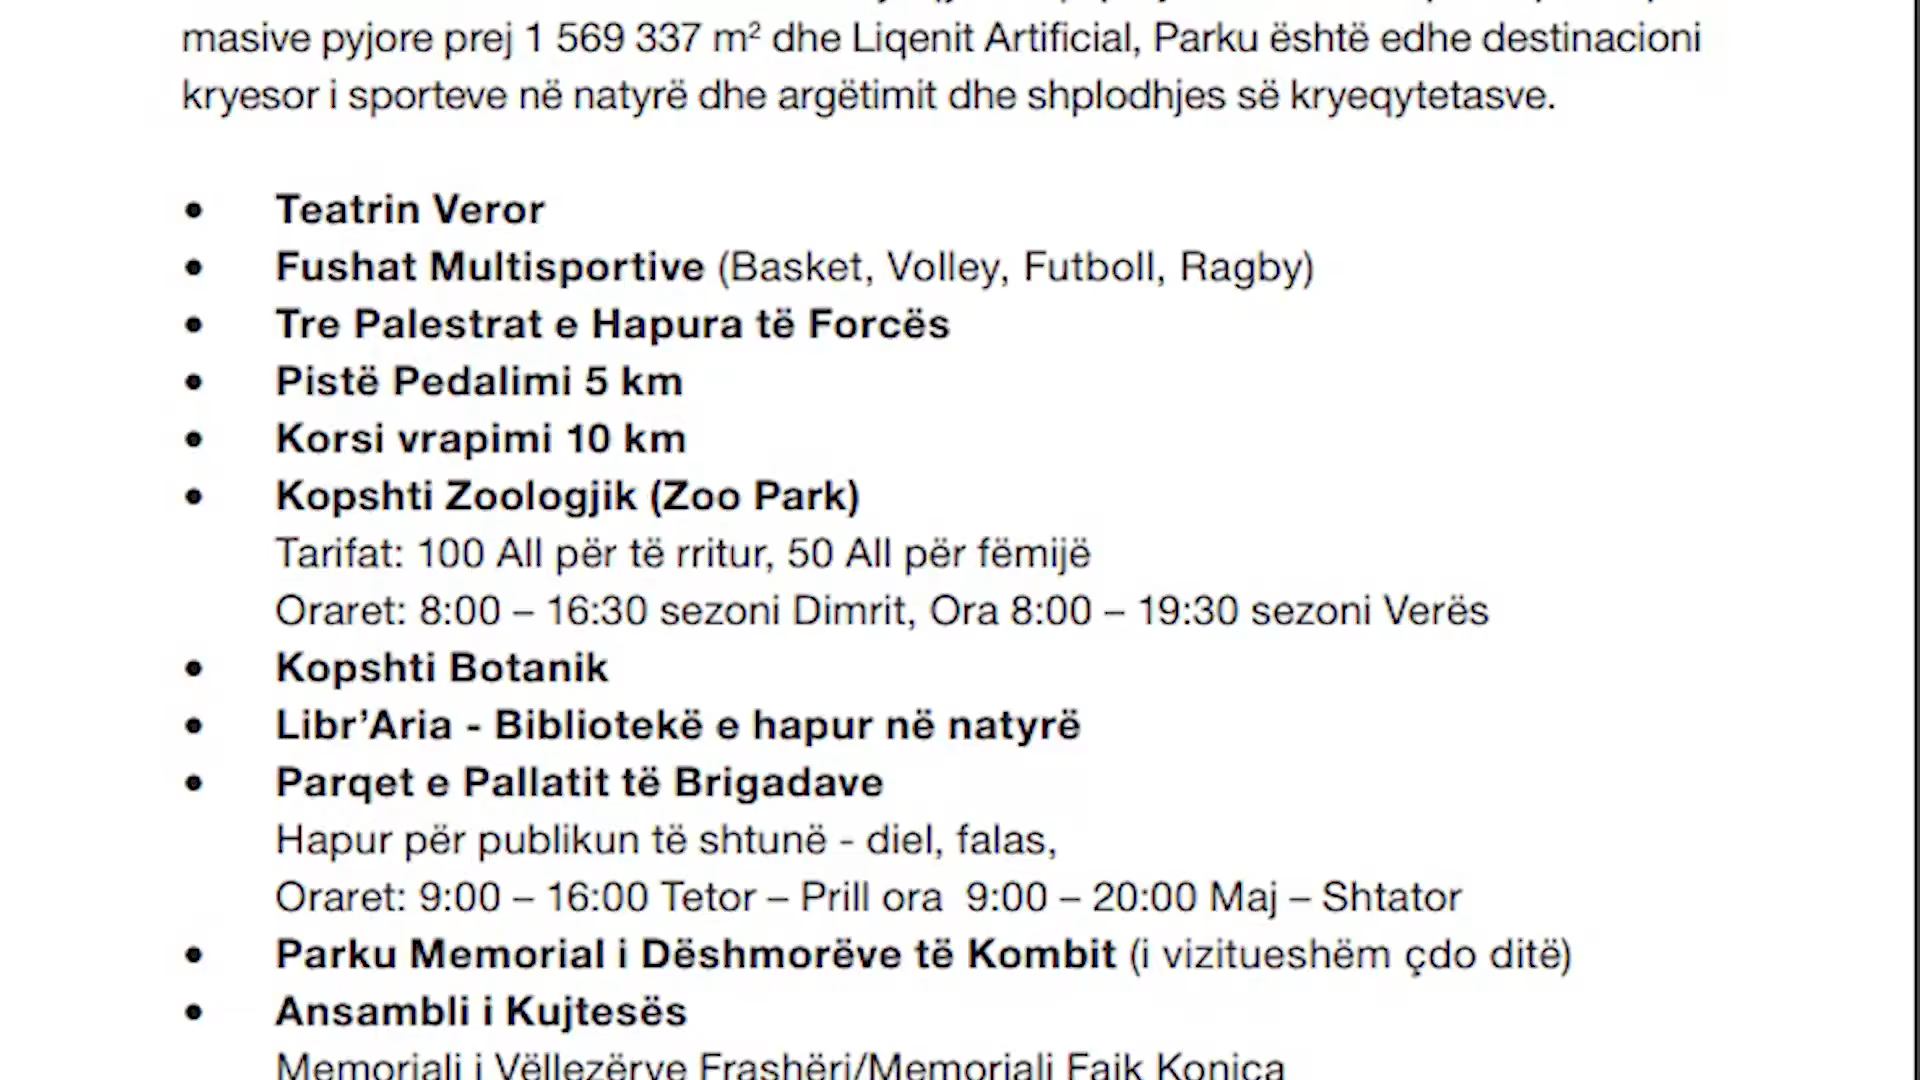 masive pyjore prej 1 569 337 m² dhe Liqenit Artificial, Parku është edhe destinacioni
kryesor i sporteve në natyrë dhe argëtimit dhe shplodhjes së kryeqytetasve.
• Teatrin Veror
• Fushat Multisportive (Basket, Volley, Futboll, Ragby)
• Tre Palestrat e Hapura të Forcës
• Pistë Pedalimi 5 km
• Korsi vrapimi 10 km
• Kopshti Zoologjik (Zoo Park)
Tarifat: 100 All për të rritur, 50 All për fëmijë
Oraret: 8:00 – 16:30 sezoni Dimrit, Ora 8:00 – 19:30 sezoni Verës
• Kopshti Botanik
• Libr’Aria - Bibliotekë e hapur në natyrë
• Parqet e Pallatit të Brigadave
Hapur për publikun të shtunë - diel, falas,
Oraret: 9:00 – 16:00 Tetor – Prill ora  9:00 – 20:00 Maj – Shtator
• Parku Memorial i Dëshmorëve të Kombit (i vizitueshëm çdo ditë)
• Ansambli i Kujtesës
Memoriali i Vëllezërve Frashëri/Memoriali Faik Konica